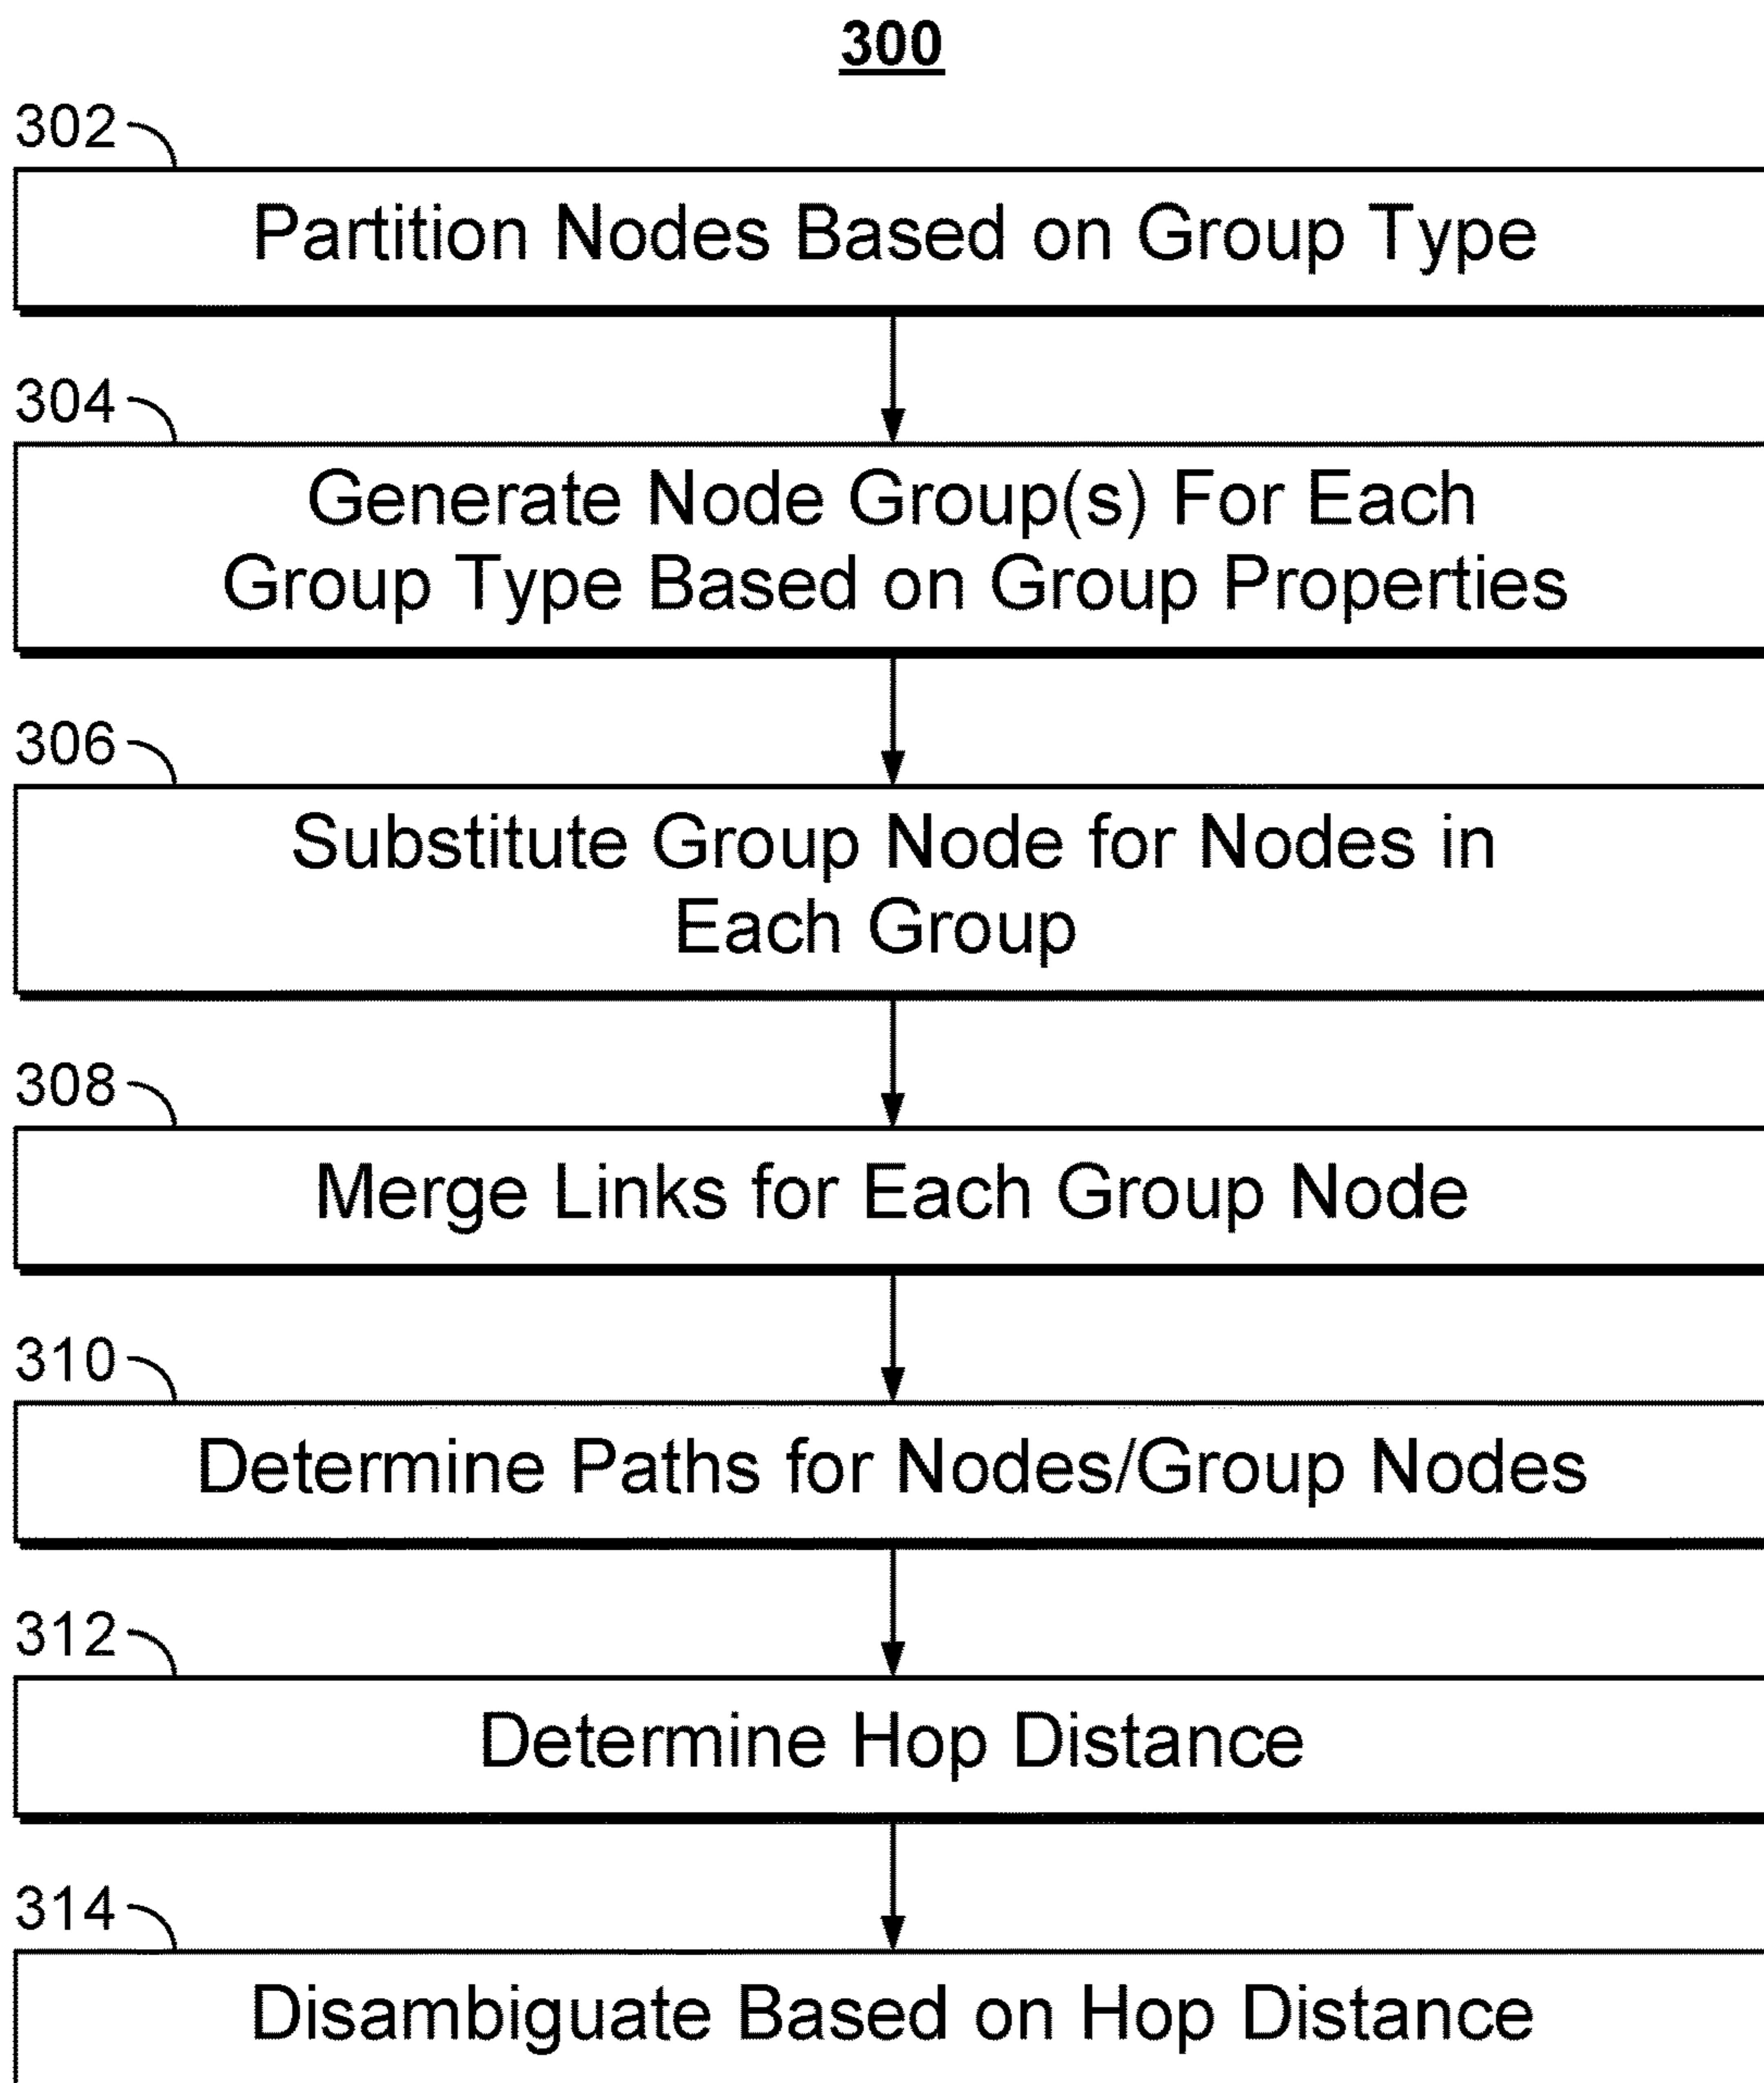 300
302
Partition Nodes Based on Group Type
304
Generate Node Group(s) For Each
Group Type Based on Group Properties
306
Substitute Group Node for Nodes in
Each Group
308
Merge Links for Each Group Node
310
Determine Paths for Nodes/Group Nodes
312
Determine Hop Distance
314
Disambiguate Based on Hop Distance